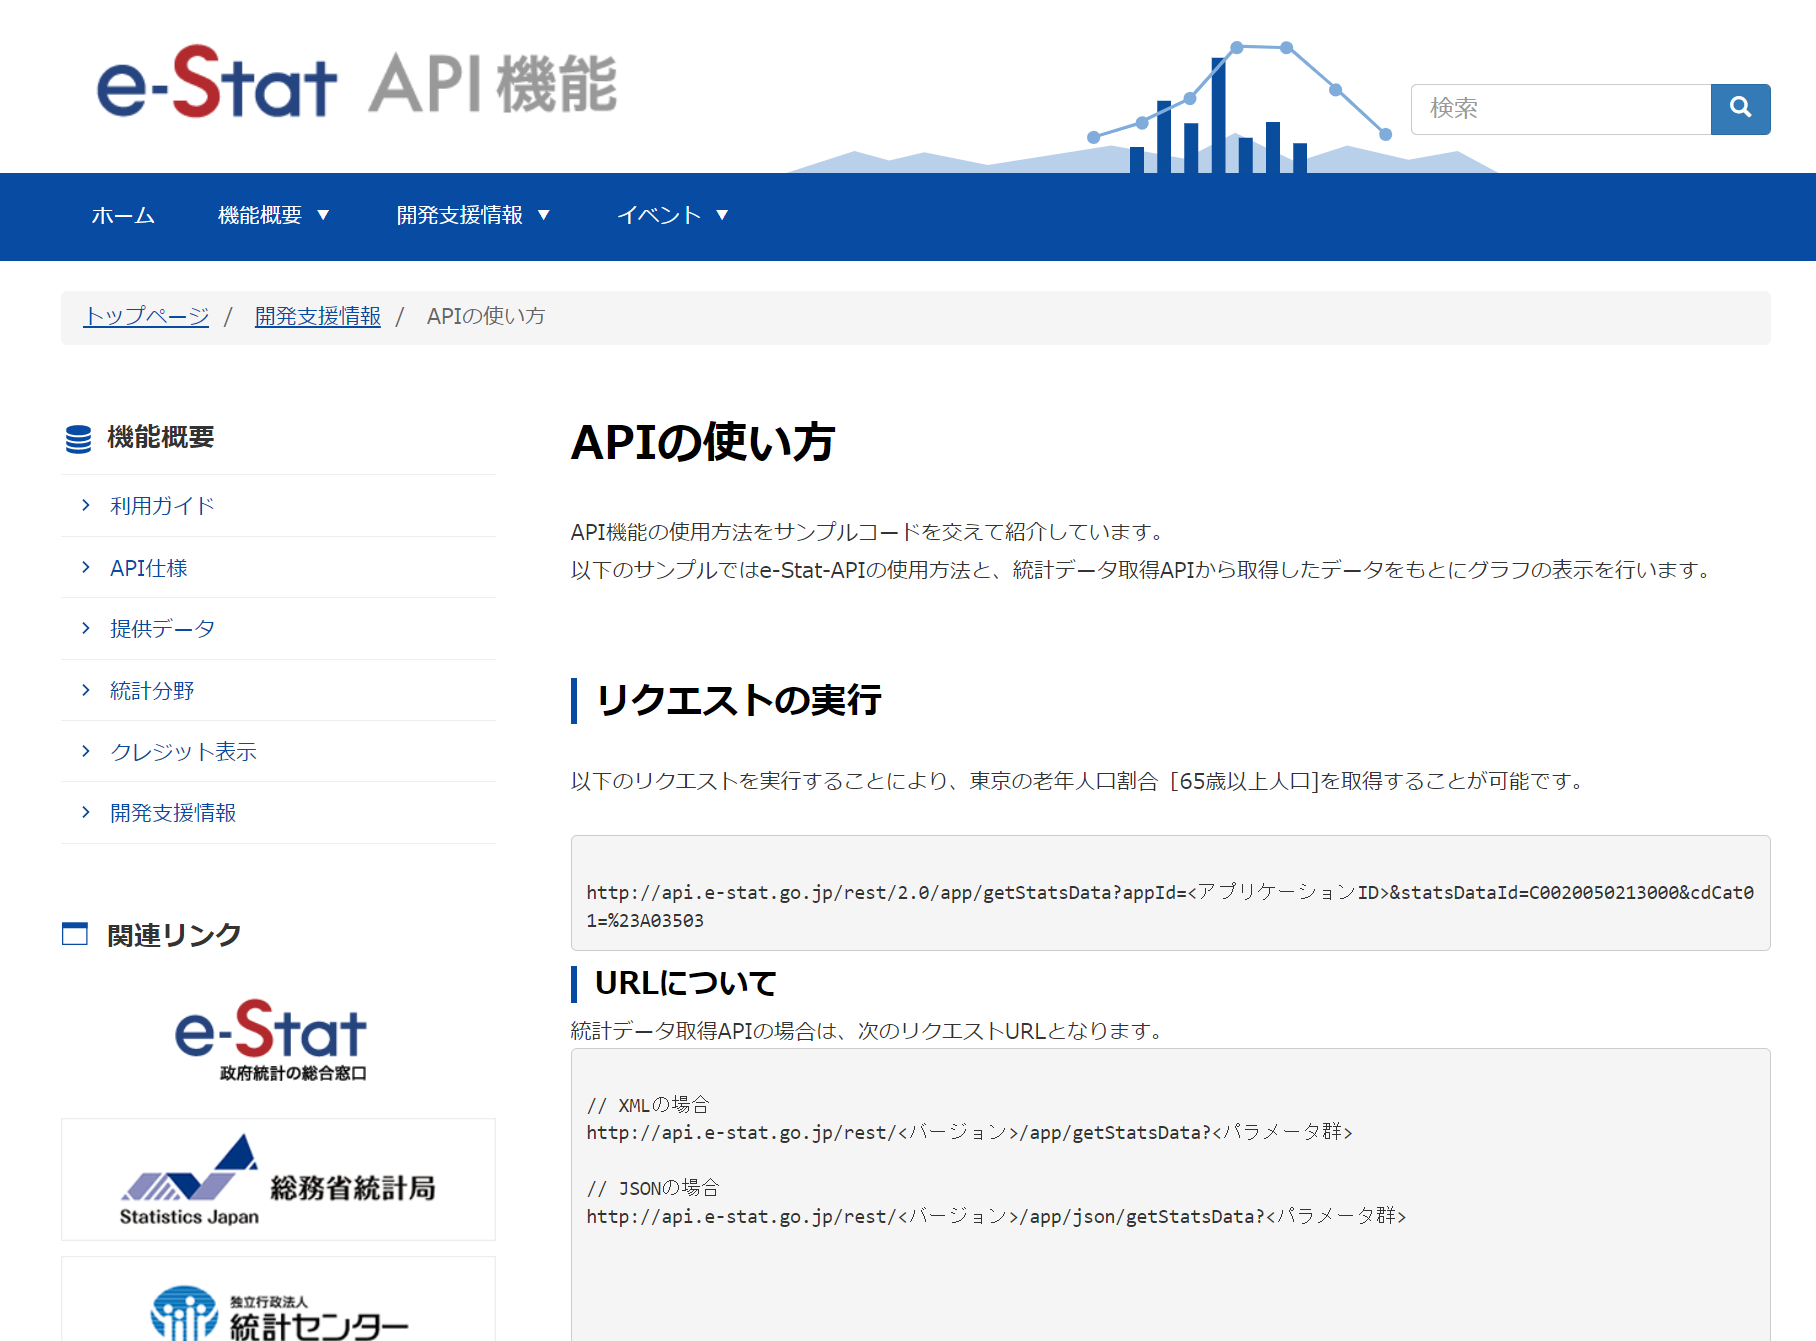 e-Stat API機能
検索
ホーム 機能概要 ▼ 開発支援情報 ▼ イベント ▼
トップページ / 開発支援情報 / APIの使い方
機能概要
利用ガイド
API仕様
提供データ
統計分野
クレジット表示
開発支援情報
関連リンク
e-Stat
政府統計の総合窓口
総務省統計局
Statistics Japan
独立行政法人
統計センター
APIの使い方
API機能の使用方法をサンプルコードを交えて紹介しています。
以下のサンプルではe-Stat-APIの使用方法と、統計データ取得APIから取得したデータをもとにグラフの表示を行います。
リクエストの実行
以下のリクエストを実行することにより、東京の老年人口割合［65歳以上人口]を取得することが可能です。
http://api.e-stat.go.jp/rest/2.0/app/getStatsData?appId=<アプリケーションID>&statsDataId=C0020050213000&cdCat0
1=%23A03503
URLについて
統計データ取得APIの場合は、次のリクエストURLとなります。
// XMLの場合
http://api.e-stat.go.jp/rest/<バージョン>/app/getStatsData?<パラメータ群>
// JSONの場合
http://api.e-stat.go.jp/rest/<バージョン>/app/json/getStatsData?<パラメータ群>